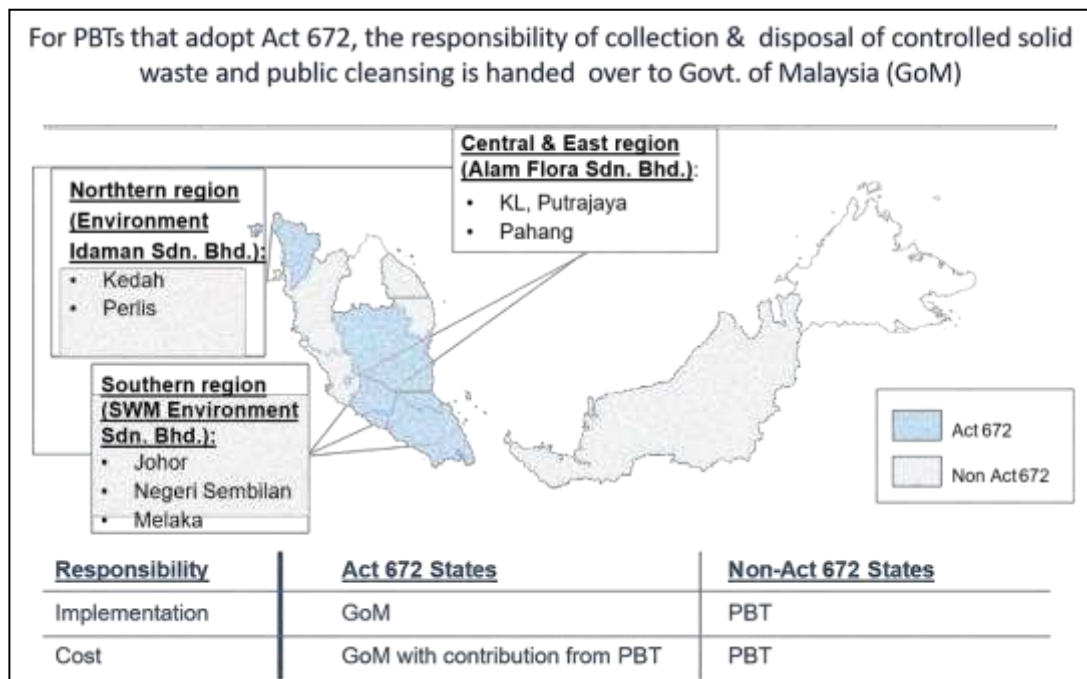 For PBTs that adopt Act 672, the responsibility of collection & disposal of controlled solid
waste and public cleansing is handed over to Govt. of Malaysia (GoM)
Central & East region
(Alam Flora Sdn. Bhd.):
• KL, Putrajaya
• Pahang
Northtern region
(Environment
Idaman Sdn. Bhd.):
• Kedah
• Perlis
Southern region
(SWM Environment
Sdn. Bhd.):
• Johor
• Negeri Sembilan
• Melaka
Act 672
Non Act 672
Responsibility Act 672 States Non-Act 672 States
Implementation GoM PBT
Cost GoM with contribution from PBT PBT